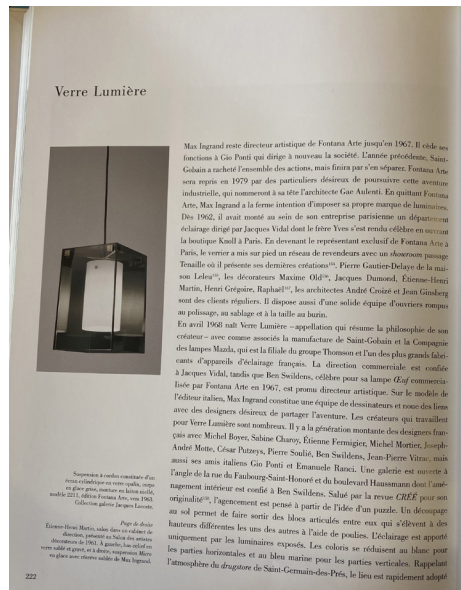 Verre Lumière
Max Ingrand reste directeur artistique de Fontana Arte jusqu'en 1967. Il cède ses
fonctions à Gio Ponti qui dirige à nouveau la société. L'année précédente, Saint-
Gobain a racheté l'ensemble des actions, mais finira par s'en séparer. Fontana Arte
sera repris en 1979 par des particuliers désireux de poursuivre cette aventure
industrielle, qui nommeront à sa tête l'architecte Gae Aulenti. En quittant Fontana
Arte, Max Ingrand a la ferme intention d'imposer sa propre marque de luminaires.
Dès 1962, il avait monté au sein de son entreprise parisienne un département
éclairage dirigé par Jacques Vidal dont le frère Yves s'est rendu célèbre en ouvrant
la boutique Knoll à Paris. En devenant le représentant exclusif de Fontana Arte à
Paris, le verrier a mis sur pied un réseau de revendeurs avec un showroom passage
Tenaille où il présente ses dernières créations. Pierre Gautier-Delaye de la mai-
son Leleu, les décorateurs Maxime Old, Jacques Dumond, Étienne-Henri
Martin, Henri Grégoire, Raphaël, les architectes André Croizé et Jean Ginsberg
sont des clients réguliers. Il dispose aussi d'une solide équipe d'ouvriers rompus
au polissage, au sablage et à la taille au burin.
En avril 1968 naît Verre Lumière – appellation qui résume la philosophie de son
créateur – avec comme associés la manufacture de Saint-Gobain et la Compagnie
des lampes Mazda, qui est la filiale du groupe Thomson et l'un des plus grands fabri-
cants d'appareils d'éclairage français. La direction commerciale est confiée
à Jacques Vidal, tandis que Ben Swildens, célèbre pour sa lampe Œuf commercia-
lisée par Fontana Arte en 1967, est promu directeur artistique. Sur le modèle de
l'éditeur italien, Max Ingrand constitue une équipe de dessinateurs et noue des liens
avec des designers désireux de partager l'aventure. Les créateurs qui travaillent
pour Verre Lumière sont nombreux. Il y a la génération montante des designers fran-
çais avec Michel Boyer, Sabine Charoy, Étienne Fermigier, Michel Mortier, Joseph-
André Motte, César Putzeys, Pierre Soulié, Ben Swildens, Jean-Pierre Vitrac, mais
aussi ses amis italiens Gio Ponti et Emanuele Ranci. Une galerie est ouverte à
l'angle de la rue du Faubourg-Saint-Honoré et du boulevard Haussmann dont l'amé-
nagement intérieur est confié à Ben Swildens. Salué par la revue CRÉÉ pour son
originalité, l'agencement est pensé à partir de l'idée d'un puzzle. Un découpage
au sol permet de faire sortir des blocs articulés entre eux qui s'élèvent à des
hauteurs différentes les uns des autres à l'aide de poulies. L'éclairage est apporté
uniquement par les luminaires exposés. Les coloris se réduisent au blanc pour
les parties horizontales et au bleu marine pour les parties verticales. Rappelant
l'atmosphère du drugstore de Saint-Germain-des-Prés, le lieu est rapidement adopté
Suspension à cordon constituée d'un
verre cylindrique en verre opalin, corps
en glace grise, monture en laiton nickelé,
modèle 2211, édition Fontana Arte, vers 1963.
Collection galerie Jacques Lacoste.
Page de droite
Étienne-Henri Martin, salon dans un cabinet de
direction, présenté au Salon des artistes
décorateurs de 1961. À gauche,
verre sablé et gravé, et à droite, suspension
en glace avec réserve sablée de Max Ingrand.
222